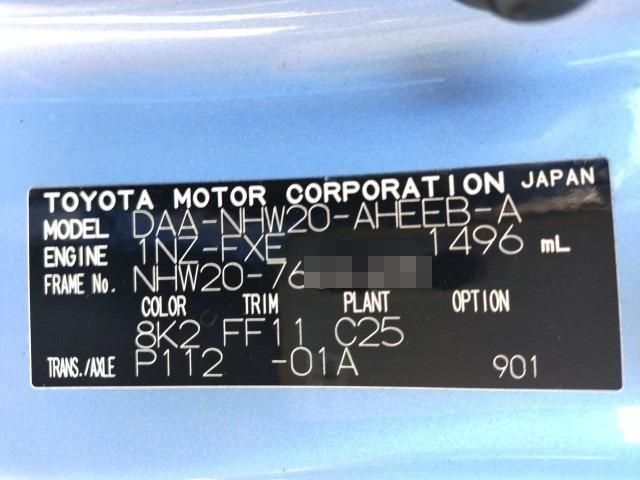 TOYOTA MOTOR CORPORATION JAPAN
MODEL DAA-NHW20-AHEEB-A
ENGINE 1NZ-FXE 1496 mL
FRAME No. NHW20-76
COLOR TRIM PLANT OPTION
8K2 FF11 C25
TRANS./AXLE P112 -01A 901